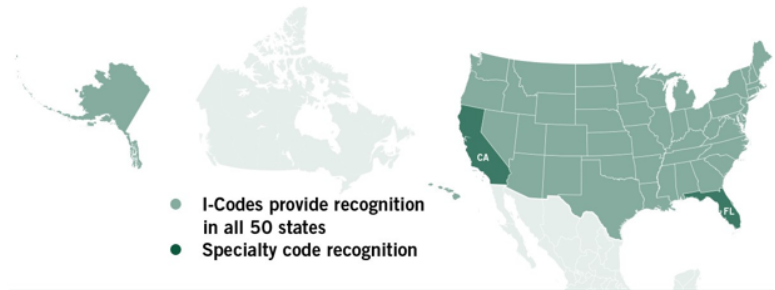 CA
I-Codes provide recognition
in all 50 states
FL
Specialty code recognition